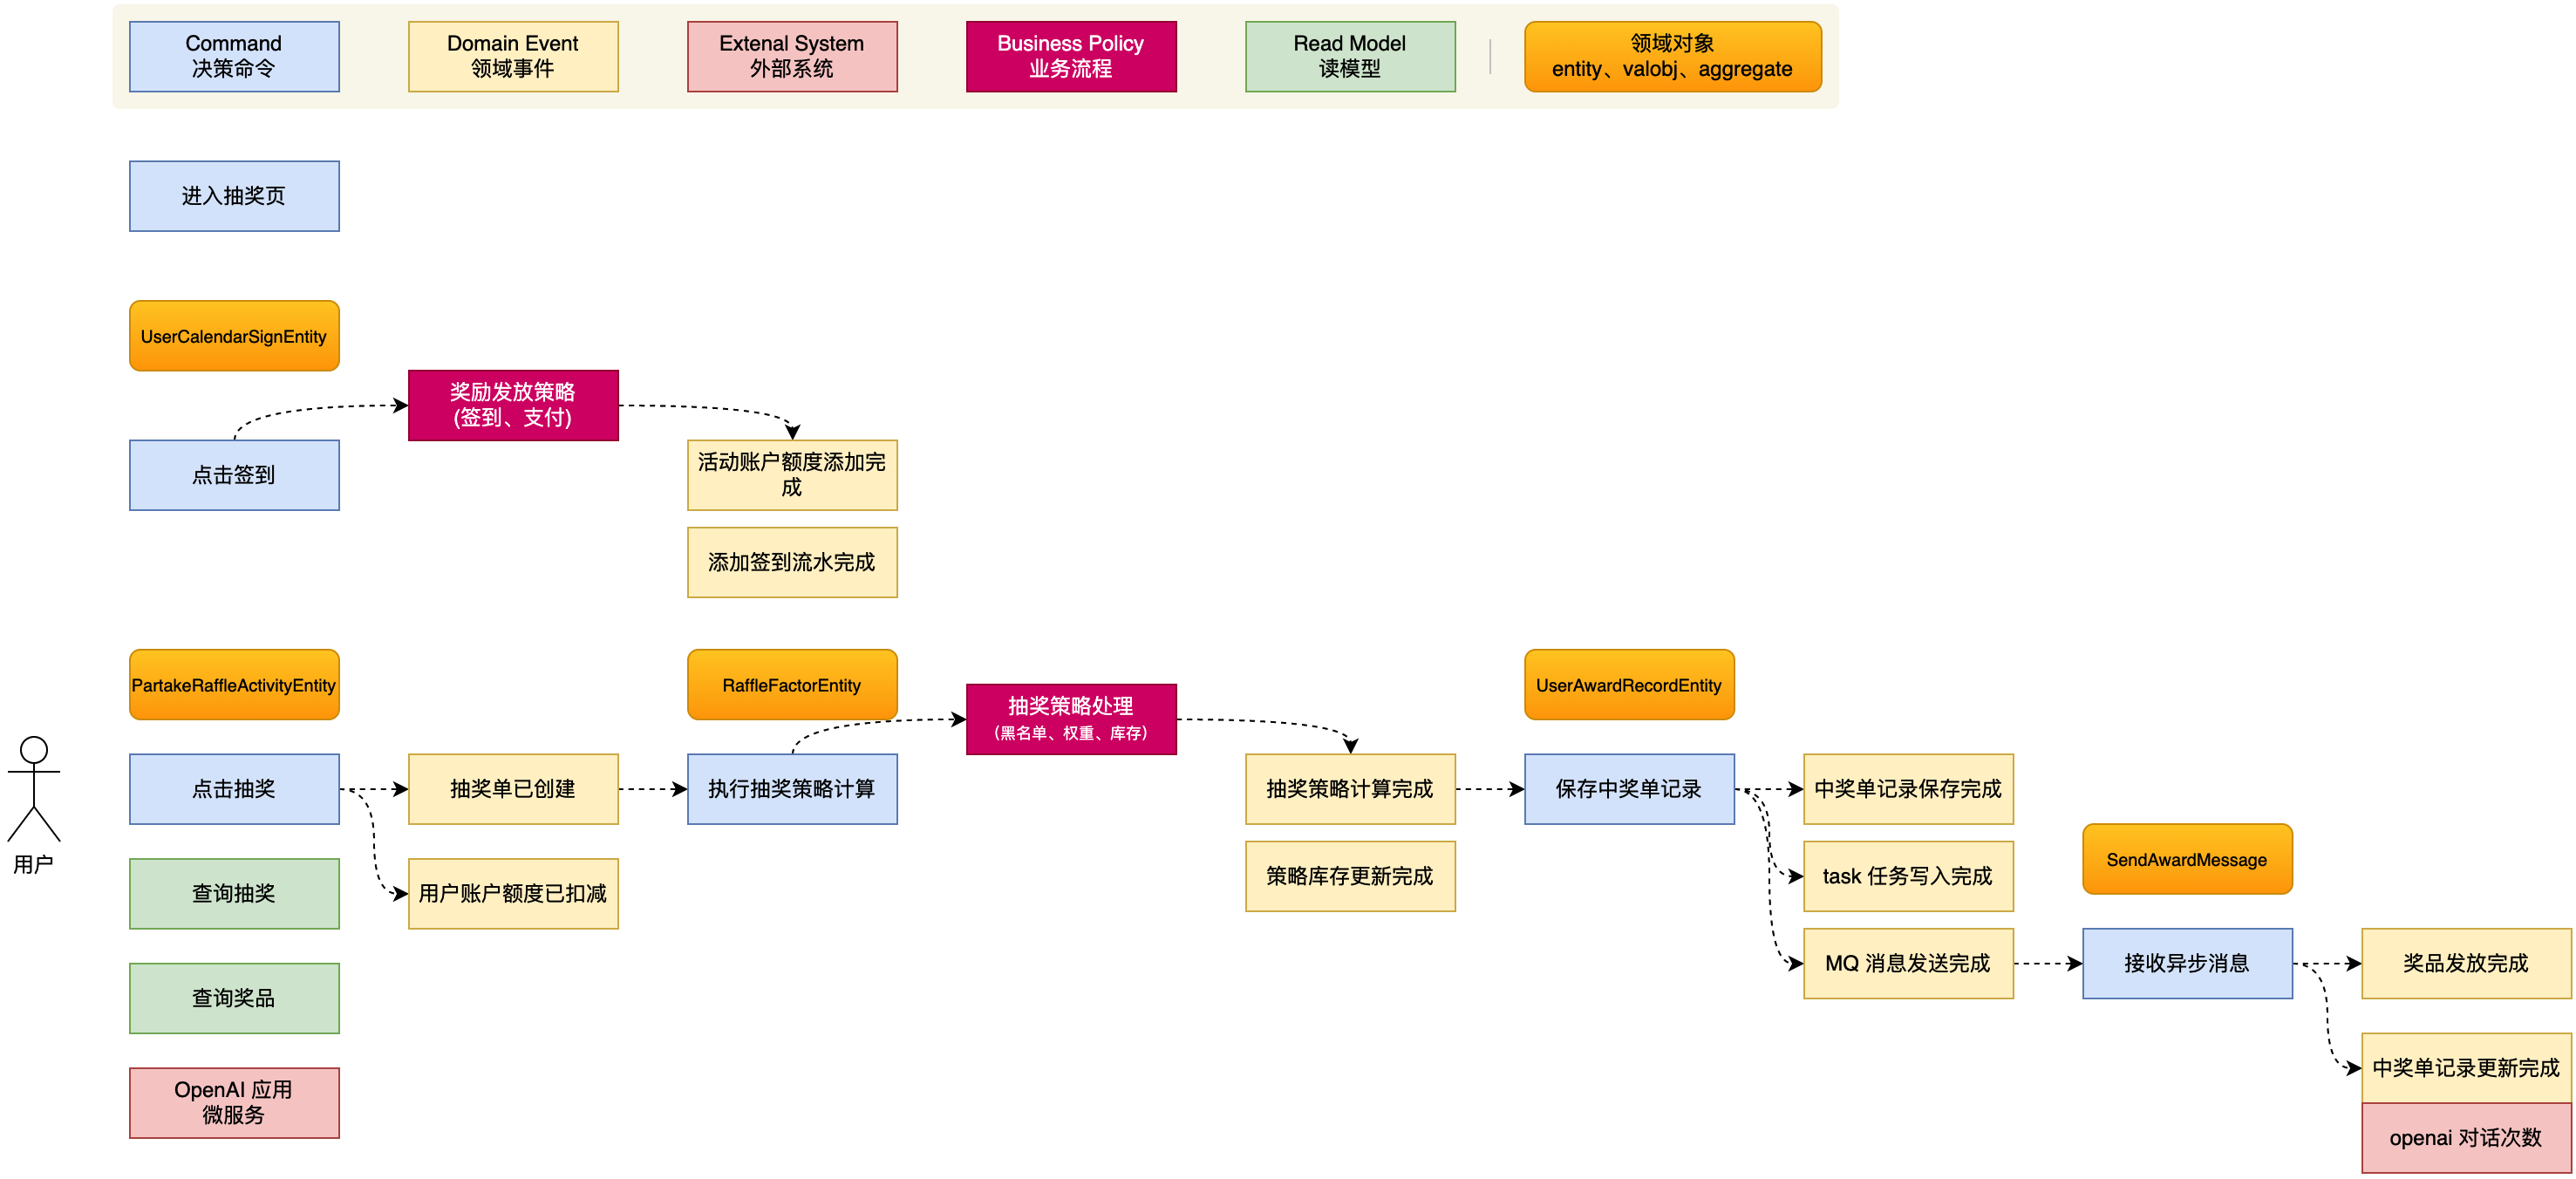 Command
决策命令
Domain Event
领域事件
Extenal System
外部系统
Business Policy
业务流程
Read Model
读模型
领域对象
entity、valobj、aggregate
进入抽奖页
UserCalendarSignEntity
奖励发放策略
(签到、支付)
点击签到
活动账户额度添加完
成
添加签到流水完成
PartakeRaffleActivityEntity
RaffleFactorEntity
抽奖策略处理
（黑名单、权重、库存）
UserAwardRecordEntity
用户
点击抽奖
抽奖单已创建
执行抽奖策略计算
抽奖策略计算完成
保存中奖单记录
中奖单记录保存完成
查询抽奖
用户账户额度已扣减
策略库存更新完成
task 任务写入完成
SendAwardMessage
查询奖品
MQ 消息发送完成
接收异步消息
奖品发放完成
OpenAI 应用
微服务
中奖单记录更新完成
openai 对话次数